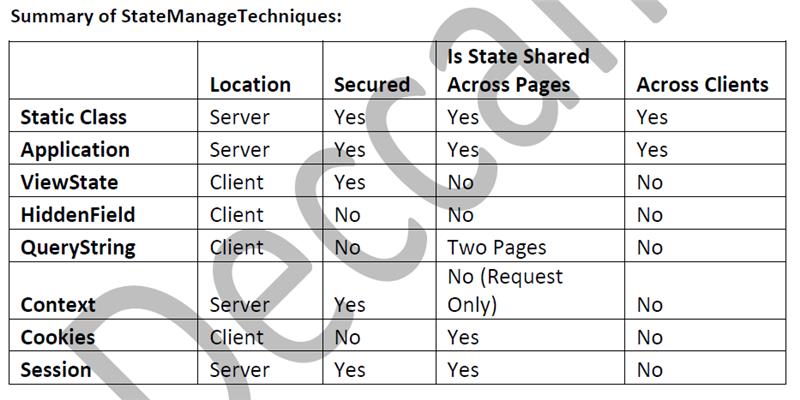 Summary of StateManageTechniques:
Is State Shared
Location Secured Across Pages Across Clients
Static Class Server Yes Yes Yes
Application Server Yes Yes Yes
ViewState Client Yes No No
HiddenField Client No No No
QueryString Client No Two Pages No
No (Request
Context Server Yes Only) No
Cookies Client No Yes No
Session Server Yes Yes No
Deccan